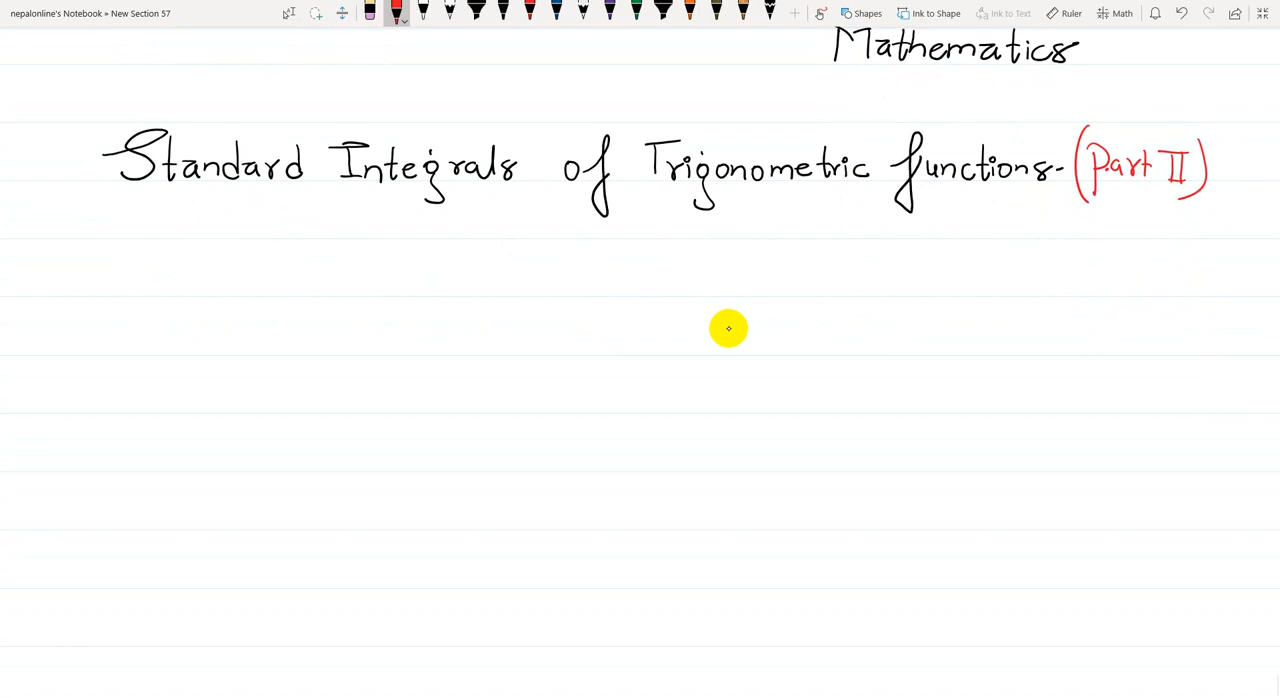 nepalonline's Notebook » New Section 57
Shapes Ink to Shape Ink to Text Ruler Math
Mathematics
Standard Integrals of Trigonometric functions. (Part II)